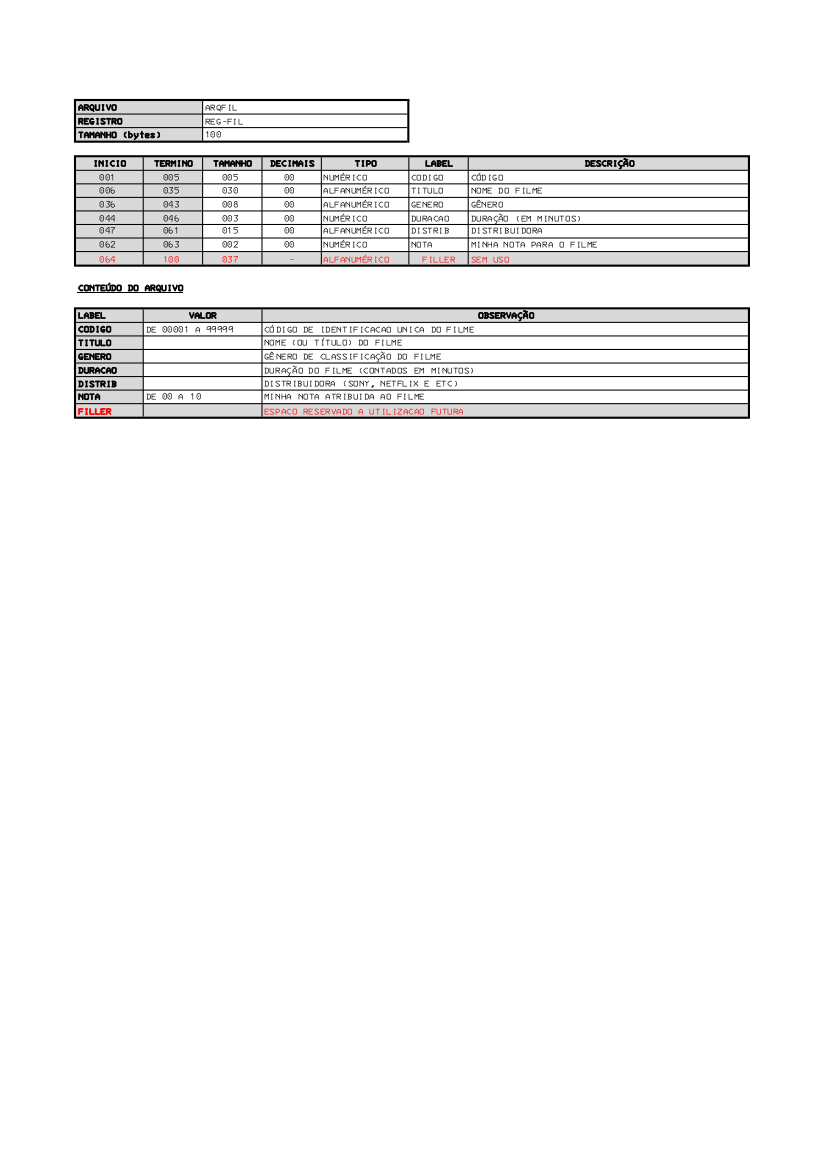 ARQUIVO ARQFIL
REGISTRO REG-FIL
TAMANHO (bytes) 100
INICIO TERMINO TAMANHO DECIMAIS TIPO LABEL DESCRIÇÃO
001 005 005 00 NUMÉRICO CODIGO CÓDIGO
006 035 030 00 ALFANUMÉRICO TITULO NOME DO FILME
036 043 008 00 ALFANUMÉRICO GENERO GÊNERO
044 046 003 00 NUMÉRICO DURACAO DURAÇÃO (EM MINUTOS)
047 061 015 00 ALFANUMÉRICO DISTRIB DISTRIBUIDORA
062 063 002 00 NUMÉRICO NOTA MINHA NOTA PARA O FILME
064 100 037 - ALFANUMÉRICO FILLER SEM USO
CONTEÚDO DO ARQUIVO
LABEL VALOR OBSERVAÇÃO
CODIGO DE 00001 A 99999 CÓDIGO DE IDENTIFICACAO UNICA DO FILME
TITULO NOME (OU TÍTULO) DO FILME
GENERO GÊNERO DE CLASSIFICAÇÃO DO FILME
DURACAO DURAÇÃO DO FILME (CONTADOS EM MINUTOS)
DISTRIB DISTRIBUIDORA (SONY, NETFLIX E ETC)
NOTA DE 00 A 10 MINHA NOTA ATRIBUIDA AO FILME
FILLER ESPACO RESERVADO A UTILIZACAO FUTURA